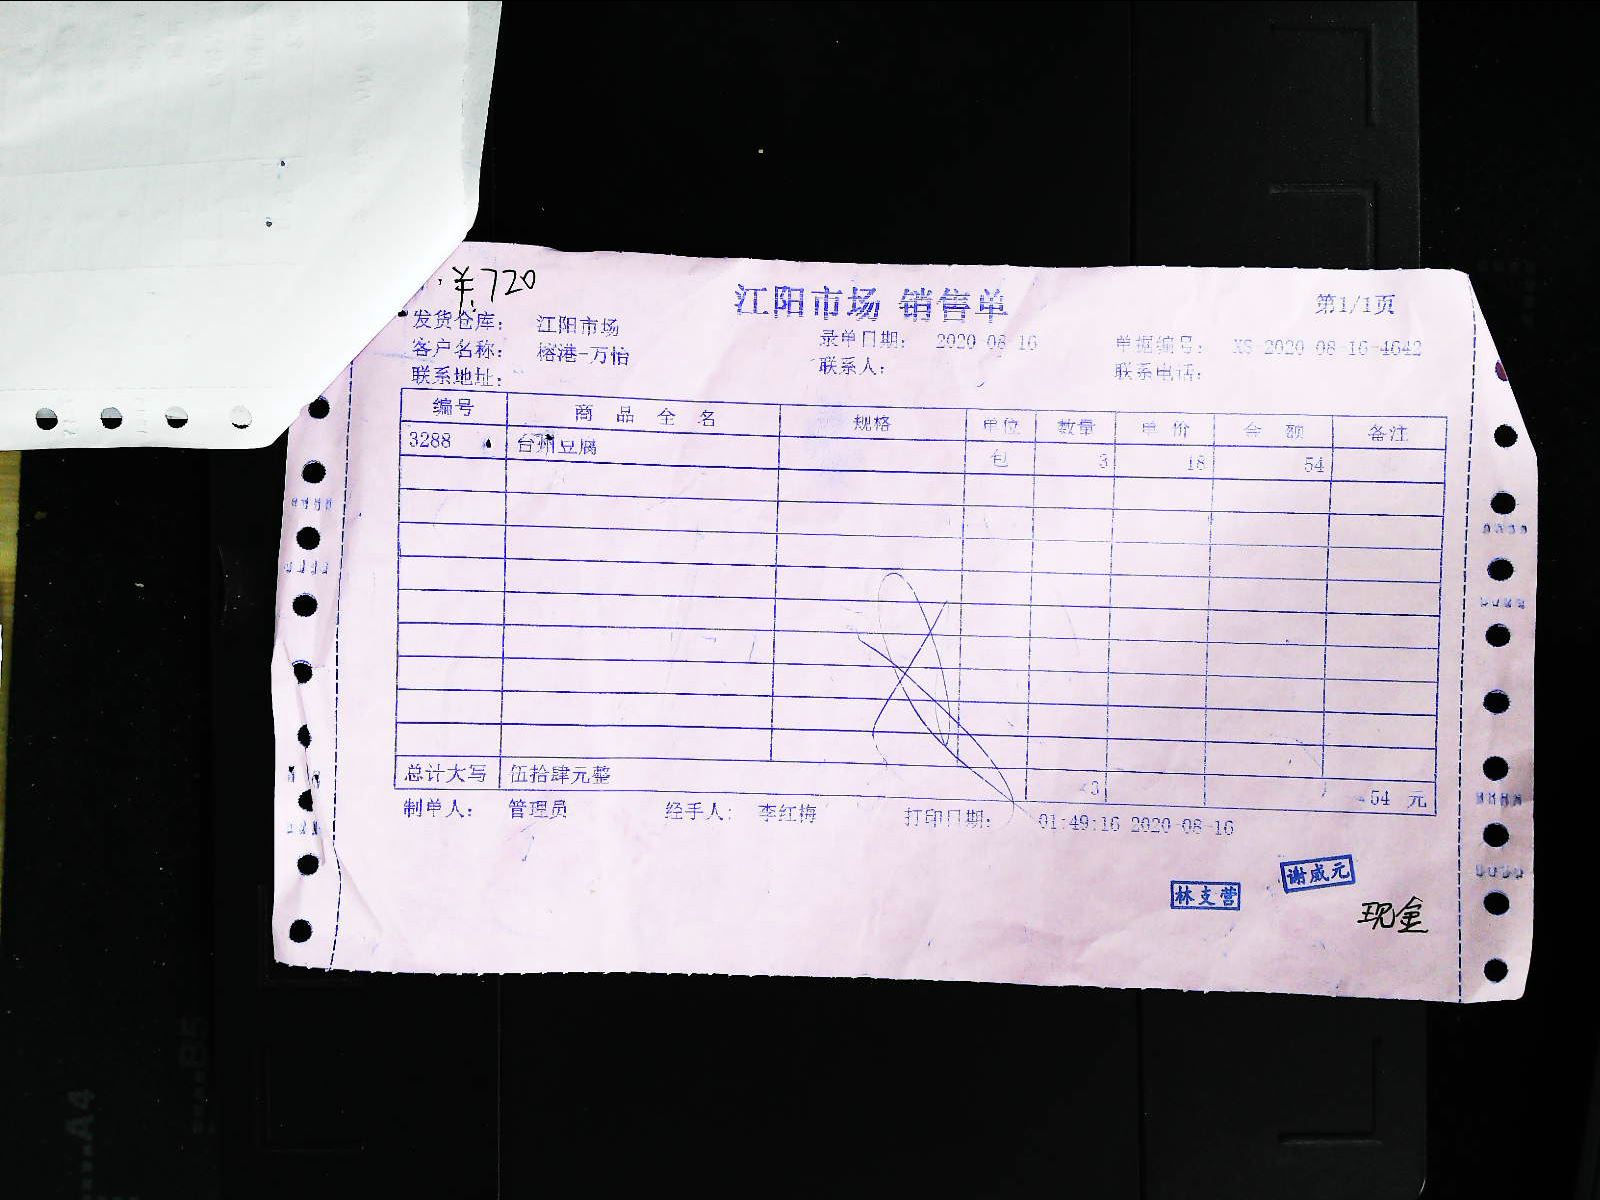 ¥720
江阳市场 销售单
第1/1页
发货仓库: 江阳市场
录单日期: 2020-08-16
单据编号: XS-2020-08-16-4642
客户名称: 榕港-万怡
联系人:
联系电话:
联系地址:
编号 商品全名 规格 单位 数量 单价 金额 备注
3288 台州豆腐 包 3 18 54
总计大写 伍拾肆元整 3 54 元
制单人: 管理员 经手人: 李红梅 打印日期: 01:49:16 2020-08-16
林支营
谢威元
现金
A4
B5